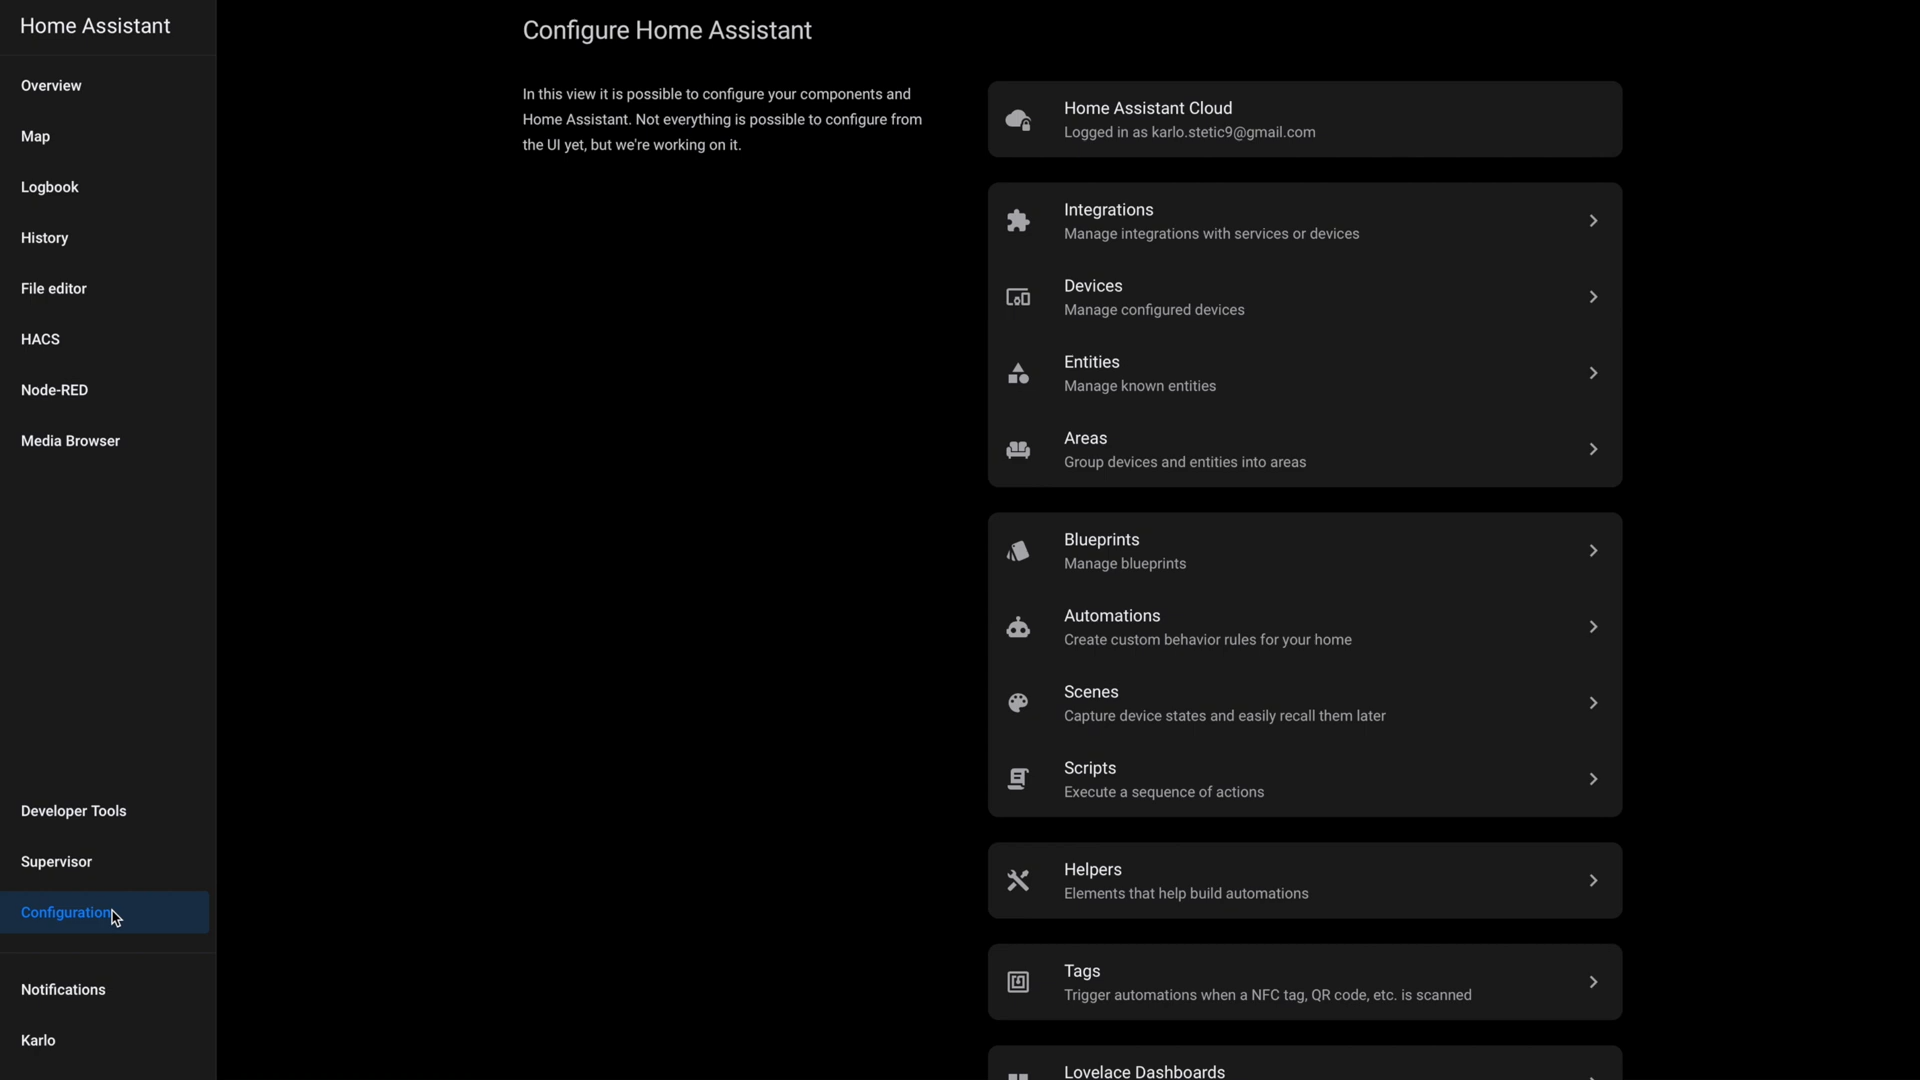 Home Assistant
Overview
Map
Logbook
History
File editor
HACS
Node-RED
Media Browser
Developer Tools
Supervisor
Configuration
Notifications
Karlo
Configure Home Assistant
In this view it is possible to configure your components and
Home Assistant. Not everything is possible to configure from
the UI yet, but we're working on it.
Home Assistant Cloud
Logged in as karlo.stetic9@gmail.com
Integrations
Manage integrations with services or devices
Devices
Manage configured devices
Entities
Manage known entities
Areas
Group devices and entities into areas
Blueprints
Manage blueprints
Automations
Create custom behavior rules for your home
Scenes
Capture device states and easily recall them later
Scripts
Execute a sequence of actions
Helpers
Elements that help build automations
Tags
Trigger automations when a NFC tag, QR code, etc. is scanned
Lovelace Dashboards